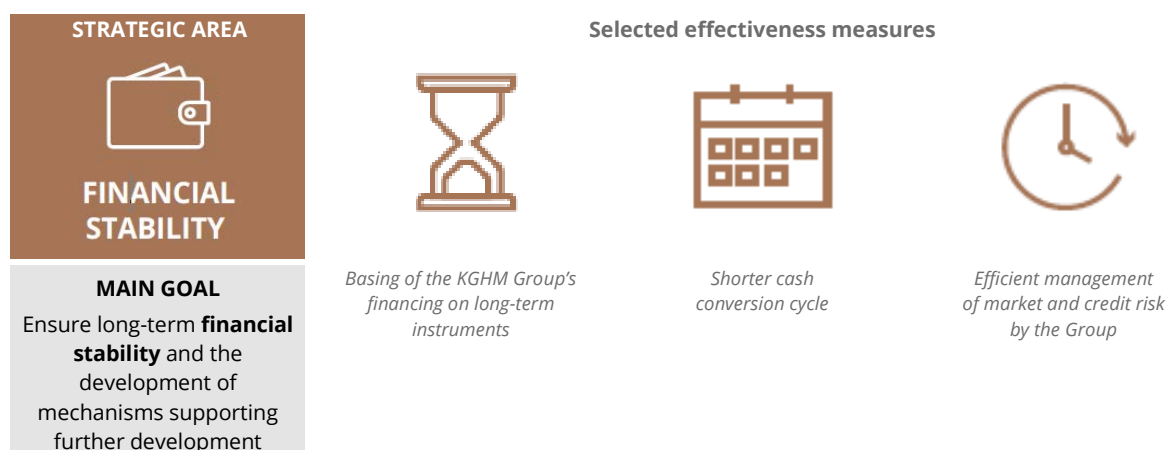 STRATEGIC AREA
FINANCIAL
STABILITY
MAIN GOAL
Ensure long-term financial
stability and the
development of
mechanisms supporting
further development
Selected effectiveness measures
Basing of the KGHM Group's
financing on long-term
instruments
Shorter cash
conversion cycle
Efficient management
of market and credit risk
by the Group